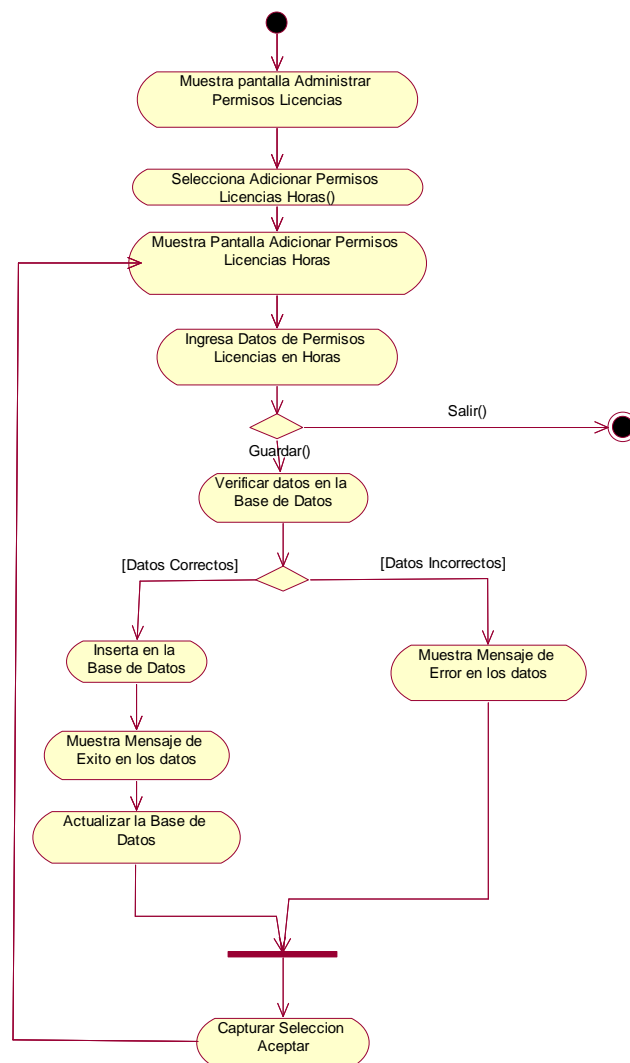 Muestra pantalla Administrar
Permisos Licencias
Selecciona Adicionar Permisos
Licencias Horas()
Muestra Pantalla Adicionar Permisos
Licencias Horas
Ingresa Datos de Permisos
Licencias en Horas
Salir()
Guardar()
Verificar datos en la
Base de Datos
[Datos Correctos]
[Datos Incorrectos]
Inserta en la
Base de Datos
Muestra Mensaje de
Error en los datos
Muestra Mensaje de
Exito en los datos
Actualizar la Base de
Datos
Capturar Seleccion
Aceptar